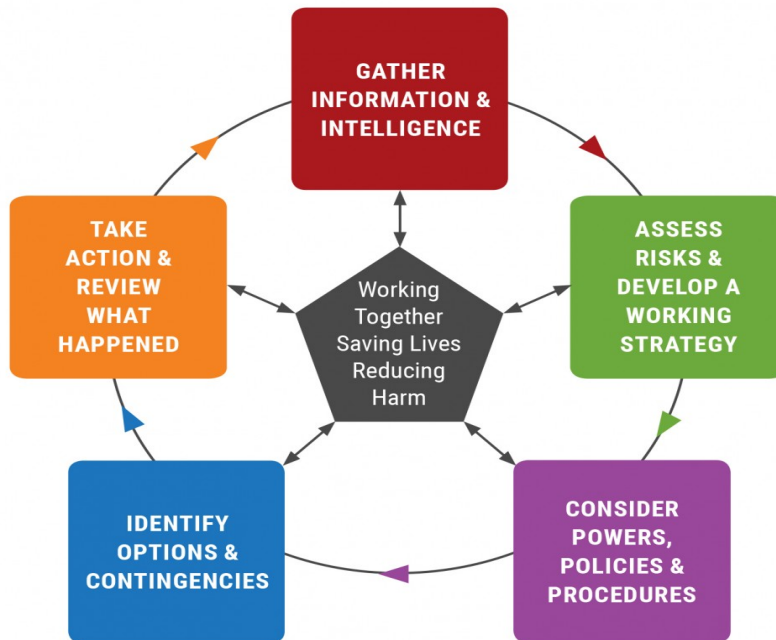 GATHER
INFORMATION &
INTELLIGENCE
ASSESS
RISKS &
DEVELOP A
WORKING
STRATEGY
CONSIDER
POWERS,
POLICIES &
PROCEDURES
IDENTIFY
OPTIONS &
CONTINGENCIES
TAKE
ACTION &
REVIEW
WHAT
HAPPENED
Working
Together
Saving Lives
Reducing
Harm